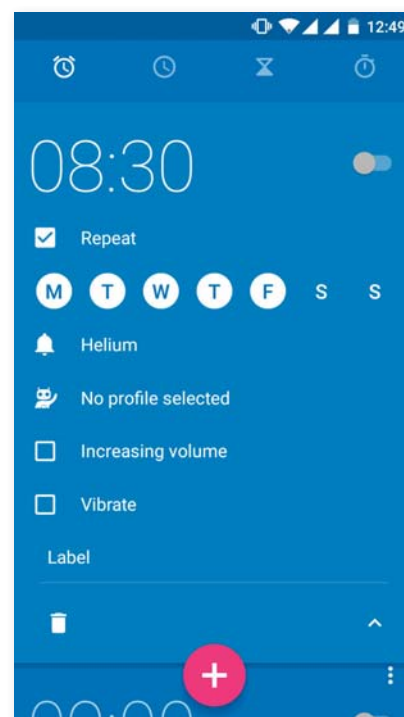 12:49
08:30
Repeat
M T W T F S S
Helium
No profile selected
Increasing volume
Vibrate
Label